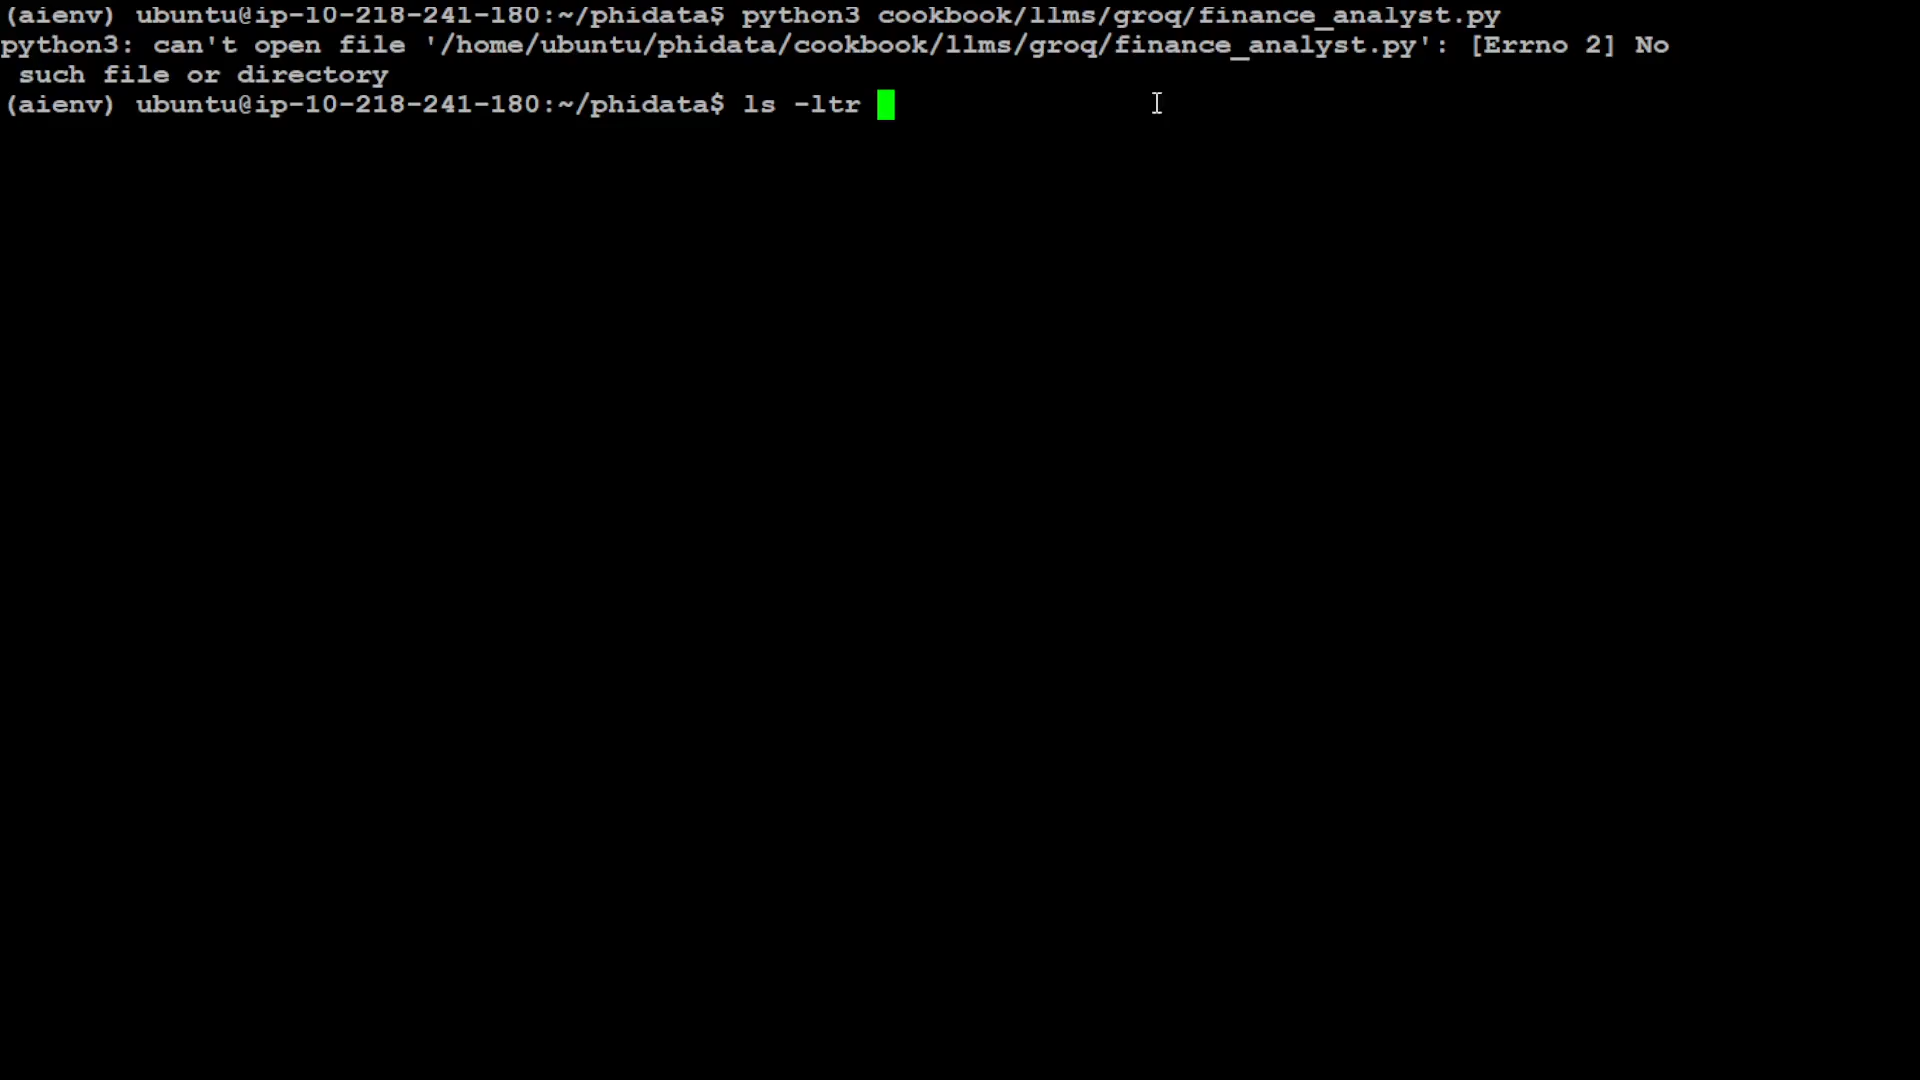 (aienv) ubuntu@ip-10-218-241-180:~/phidata$ python3 cookbook/llms/groq/finance_analyst.py
python3: can't open file '/home/ubuntu/phidata/cookbook/llms/groq/finance_analyst.py': [Errno 2] No
 such file or directory
(aienv) ubuntu@ip-10-218-241-180:~/phidata$ ls -ltr